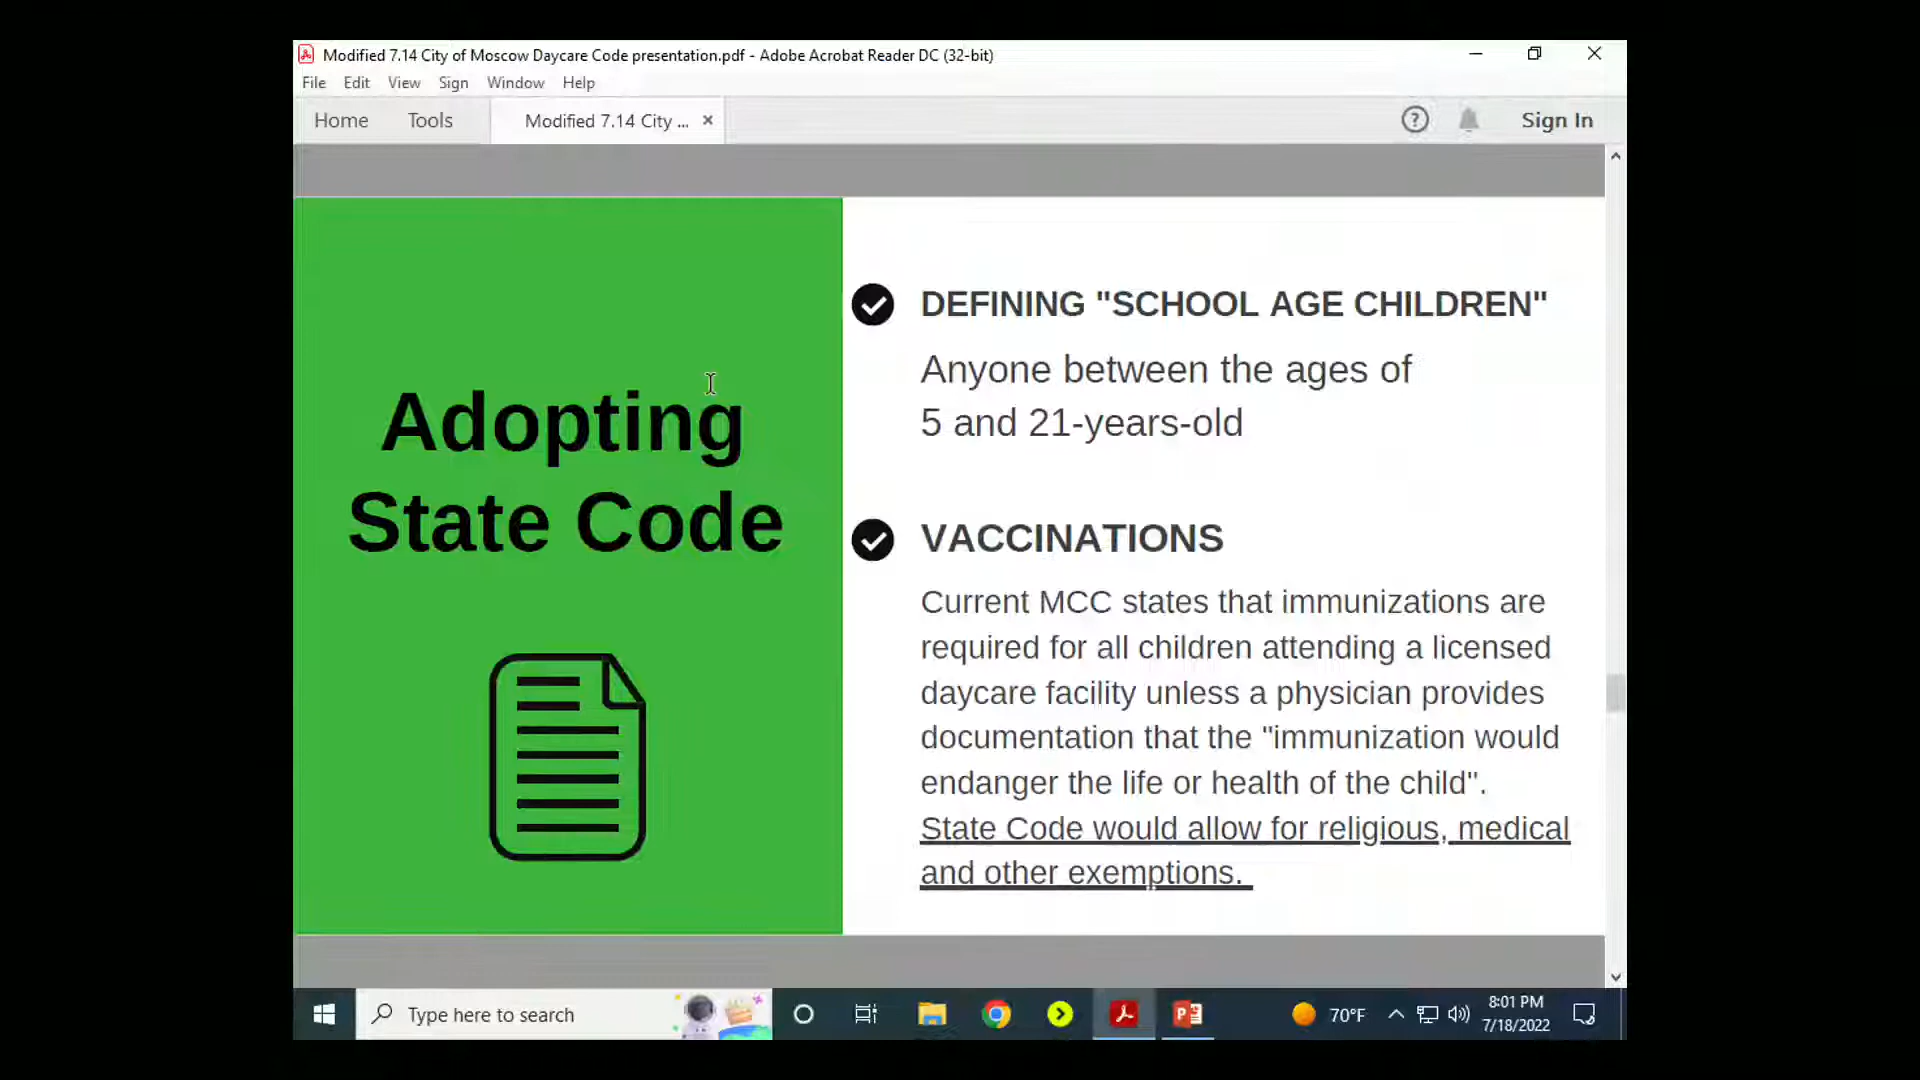 Modified 7.14 City of Moscow Daycare Code presentation.pdf - Adobe Acrobat Reader DC (32-bit)
File Edit View Sign Window Help
Home Tools Modified 7.14 City ... × ? Sign In
Adopting
State Code
DEFINING "SCHOOL AGE CHILDREN"
Anyone between the ages of
5 and 21-years-old
VACCINATIONS
Current MCC states that immunizations are
required for all children attending a licensed
daycare facility unless a physician provides
documentation that the "immunization would
endanger the life or health of the child".
State Code would allow for religious, medical
and other exemptions.
Type here to search
70°F
8:01 PM
7/18/2022